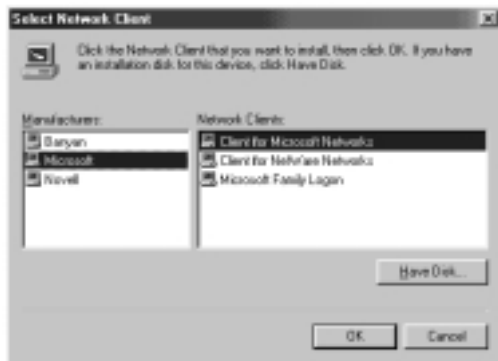 Select Network Client
Click the Network Client that you want to install, then click OK. If you have
an installation disk for this device, click Have Disk.
Manufacturers:
Banyan
Microsoft
Novell
Network Clients:
Client for Microsoft Networks
Client for NetWare Networks
Microsoft Family Logon
Have Disk...
OK
Cancel